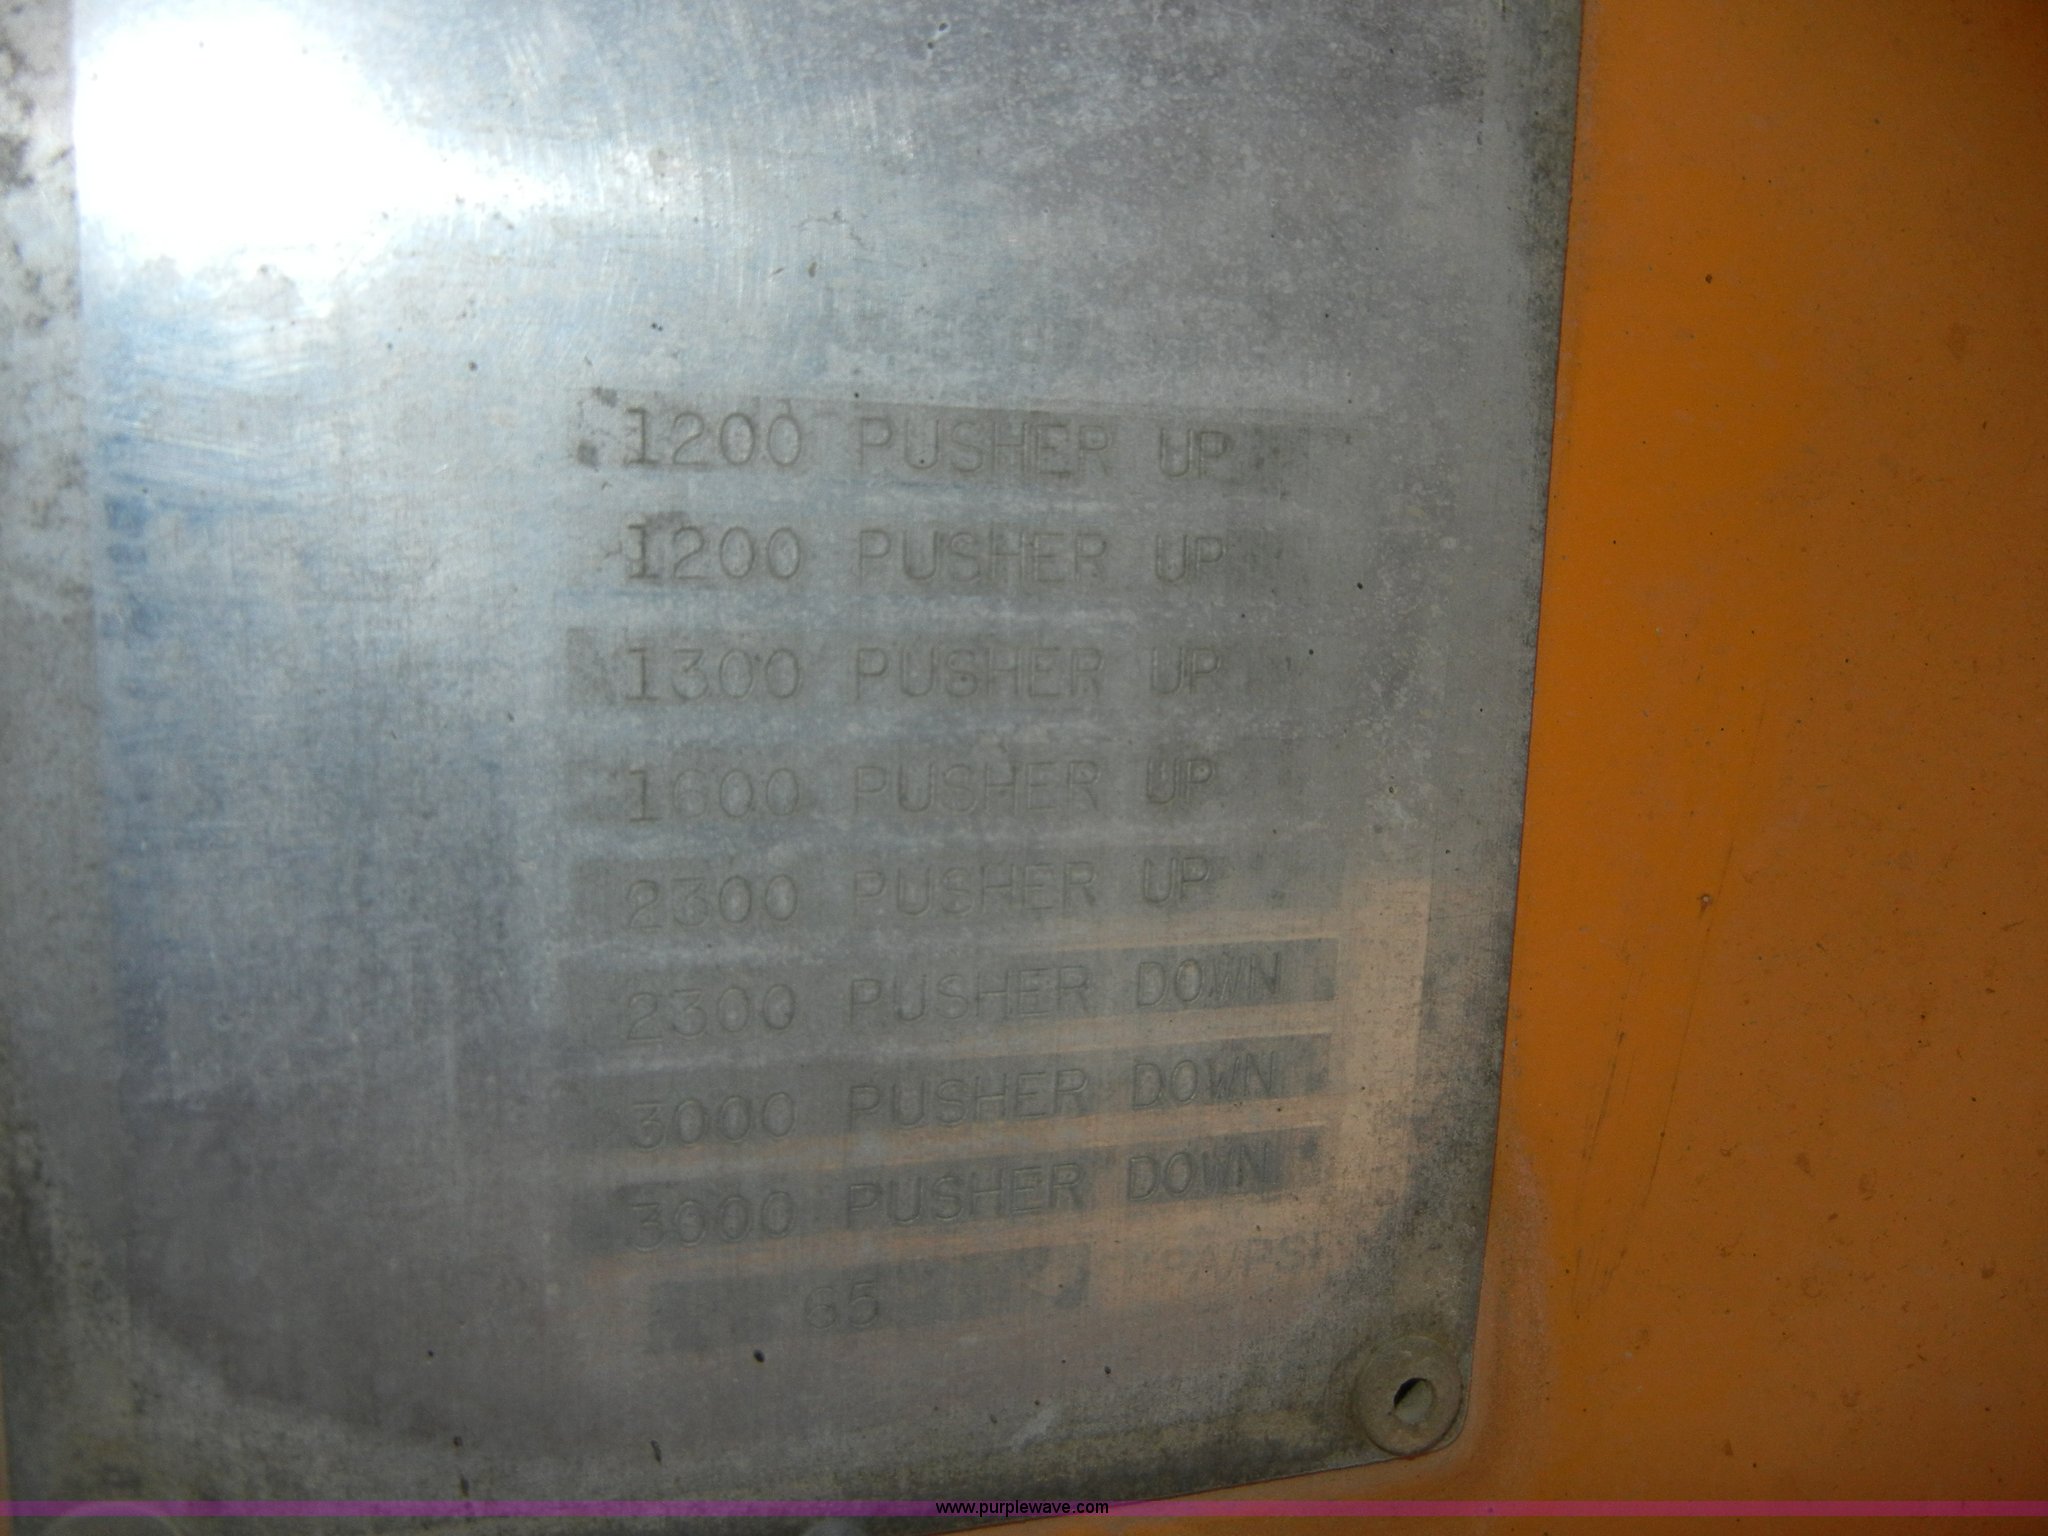 1200 PUSHER UP
1200 PUSHER UP
1300 PUSHER UP
1600 PUSHER UP
2300 PUSHER UP
2300 PUSHER DOWN
3000 PUSHER DOWN
3000 PUSHER DOWN
65
www.purplewave.com